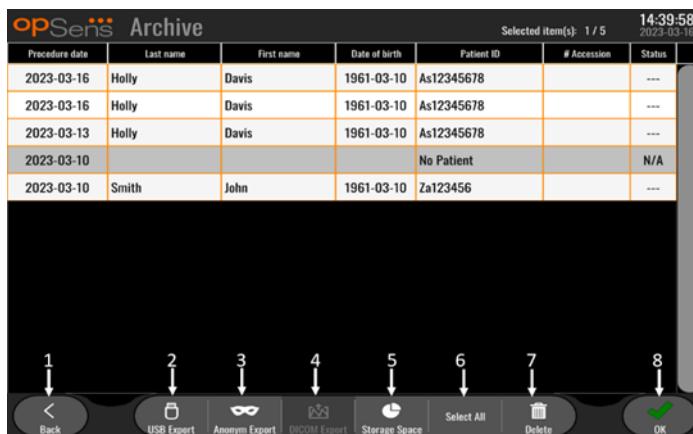 opSens Archive Selected item(s): 1 / 5 14:39:58
2023-03-16
Procedure date Last name First name Date of birth Patient ID # Accession Status
2023-03-16 Holly Davis 1961-03-10 As12345678 ---
2023-03-16 Holly Davis 1961-03-10 As12345678 ---
2023-03-13 Holly Davis 1961-03-10 As12345678 ---
2023-03-10 No Patient N/A
2023-03-10 Smith John 1961-03-10 Za123456 ---
1 2 3 4 5 6 7 8
Back USB Export Anonym Export DICOM Export Storage Space Select All Delete OK